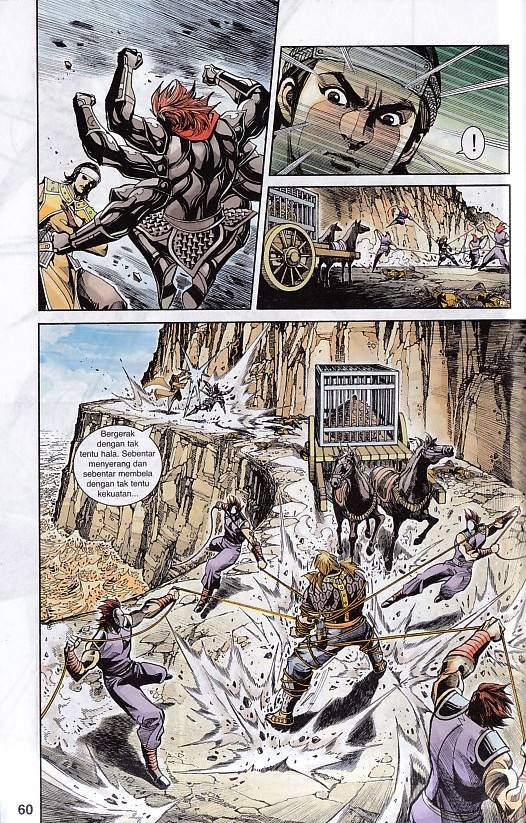 !
Bergerak
dengan tak
tentu hala. Sebentar
menyerang dan
sebentar membela
dengan tak tentu
kekuatan...
60